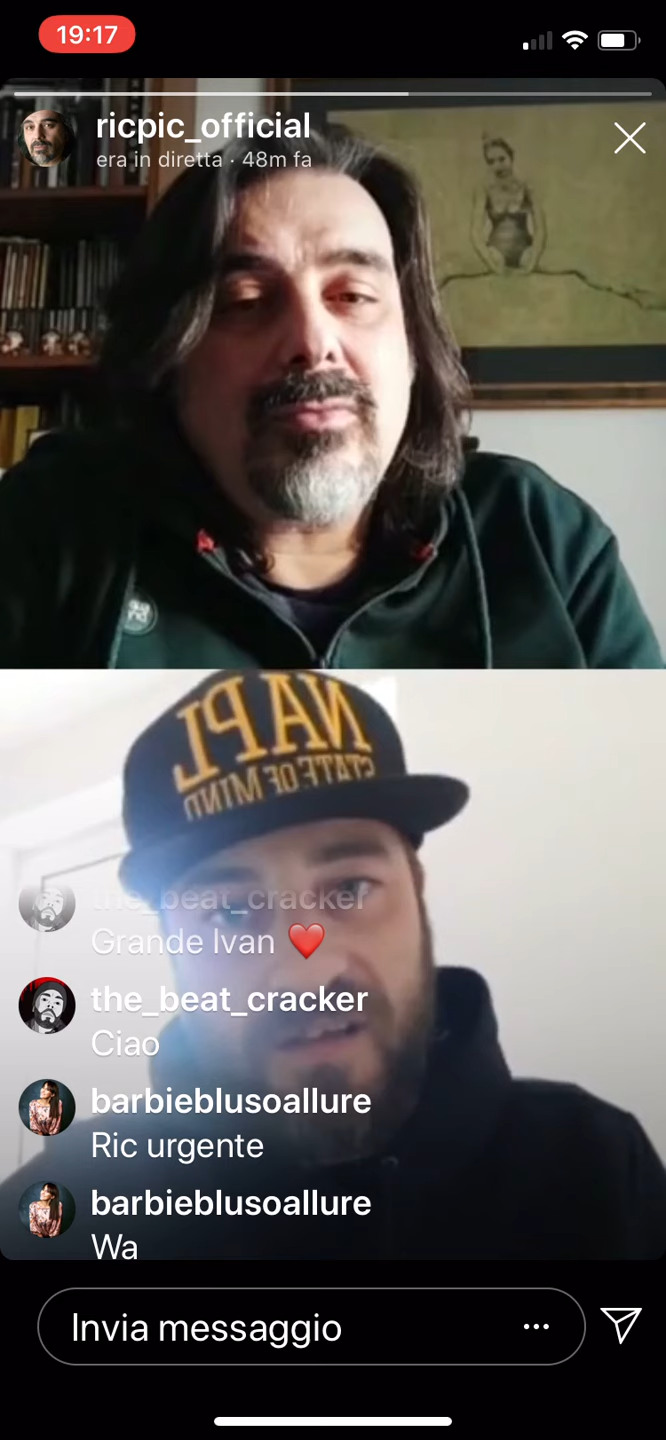 19:17
ricpic_official
era in diretta · 48m fa
NAPL
STATE OF MIND
the_beat_cracker
Grande Ivan ❤️
the_beat_cracker
Ciao
barbieblusoallure
Ric urgente
barbieblusoallure
Wa
Invia messaggio